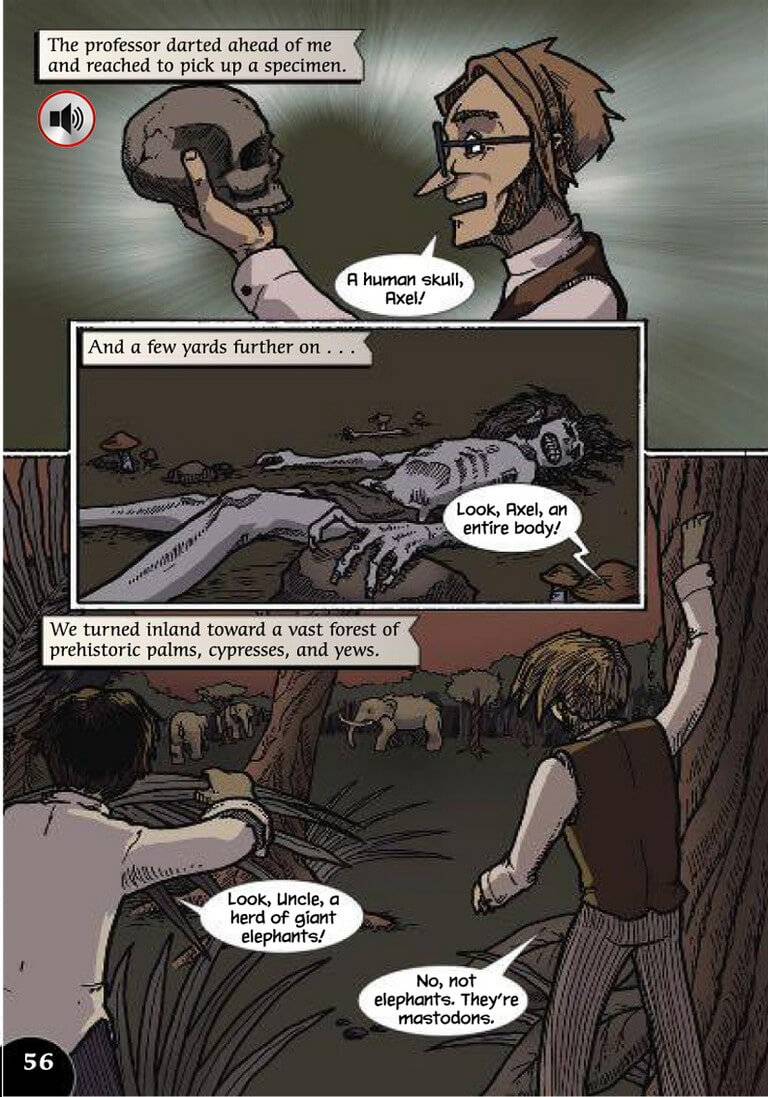 The professor darted ahead of me
and reached to pick up a specimen.
A human skull,
Axel!
And a few yards further on . . .
Look, Axel, an
entire body!
We turned inland toward a vast forest of
prehistoric palms, cypresses, and yews.
Look, Uncle, a
herd of giant
elephants!
No, not
elephants. They're
mastodons.
56